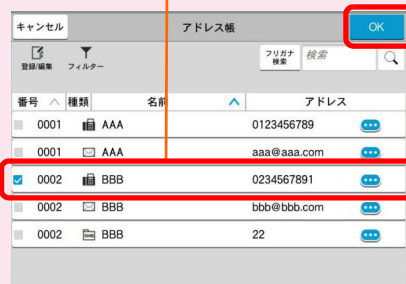 キャンセル アドレス帳 OK
登録/編集 フィルター フリガナ検索 検索
番号 種類 名前 アドレス
0001 AAA 0123456789
0001 AAA aaa@aaa.com
0002 BBB 0234567891
0002 BBB bbb@bbb.com
0002 SMB BBB 22